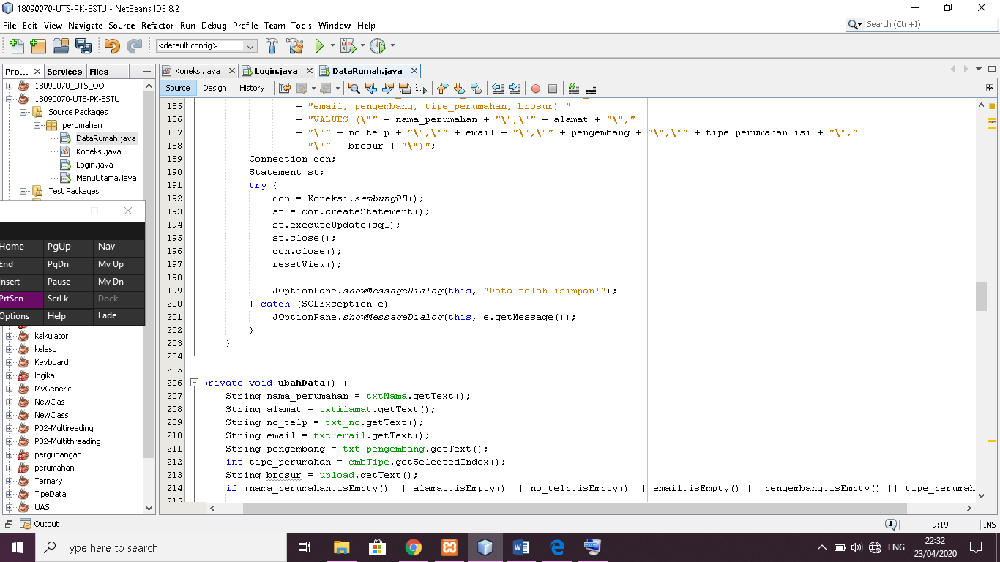 18090070-UTS-PK-ESTU - NetBeans IDE 8.2
File Edit View Navigate Source Refactor Run Debug Profile Team Tools Window Help
Search (Ctrl+I)
<default config>
Pro... Services Files
Koneksi.java Login.java DataRumah.java
Source Design History
18090070_UTS_OOP
18090070-UTS-PK-ESTU
Source Packages
perumahan
DataRumah.java
Koneksi.java
Login.java
MenuUtama.java
Test Packages
Home PgUp Nav
End PgDn Mv Up
Insert Pause Mv Dn
PrtScn ScrLk Dock
Options Help Fade
kalkulator
kelasc
Keyboard
logika
MyGeneric
NewClas
NewClass
P02-Multireading
P02-Multithreading
pergudangan
perumahan
Ternary
TipeData
UAS
185 + "email, pengembang, tipe_perumahan, brosur) "
186 + "VALUES (\"" + nama_perumahan + "\",\"" + alamat + "\","
187 + "\"" + no_telp + "\",\"" + email + "\",\"" + pengembang + "\",\"" + tipe_perumahan_isi + "\","
188 + "\"" + brosur + "\")";
189 Connection con;
190 Statement st;
191 try {
192 con = Koneksi.sambungDB();
193 st = con.createStatement();
194 st.executeUpdate(sql);
195 st.close();
196 con.close();
197 resetView();
198
199 JOptionPane.showMessageDialog(this, "Data telah isimpan!");
200 } catch (SQLException e) {
201 JOptionPane.showMessageDialog(this, e.getMessage());
202 }
203 }
204
205
206 rivate void ubahData() {
207 String nama_perumahan = txtNama.getText();
208 String alamat = txtAlamat.getText();
209 String no_telp = txt_no.getText();
210 String email = txt_email.getText();
211 String pengembang = txt_pengembang.getText();
212 int tipe_perumahan = cmbTipe.getSelectedIndex();
213 String brosur = upload.getText();
214 if (nama_perumahan.isEmpty() || alamat.isEmpty() || no_telp.isEmpty() || email.isEmpty() || pengembang.isEmpty() || tipe_perumah
215
Output
1 9:19 INS
Type here to search
ENG
22:32
23/04/2020